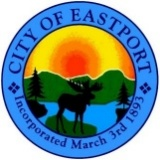 CITY OF EASTPORT
Incorporated March 3rd 1893